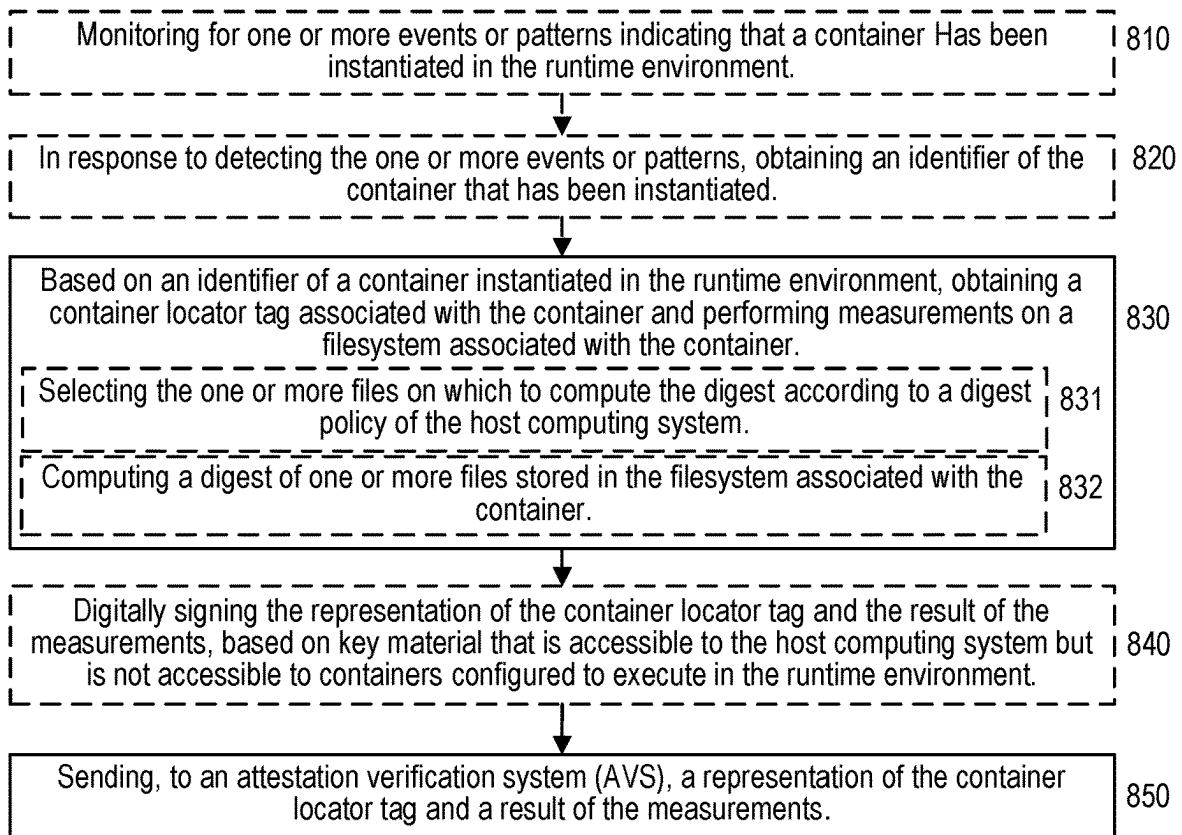 Monitoring for one or more events or patterns indicating that a container Has been
instantiated in the runtime environment.
810
In response to detecting the one or more events or patterns, obtaining an identifier of the
container that has been instantiated.
820
Based on an identifier of a container instantiated in the runtime environment, obtaining a
container locator tag associated with the container and performing measurements on a
filesystem associated with the container.
830
Selecting the one or more files on which to compute the digest according to a digest
policy of the host computing system.
831
Computing a digest of one or more files stored in the filesystem associated with the
container.
832
Digitally signing the representation of the container locator tag and the result of the
measurements, based on key material that is accessible to the host computing system but
is not accessible to containers configured to execute in the runtime environment.
840
Sending, to an attestation verification system (AVS), a representation of the container
locator tag and a result of the measurements.
850